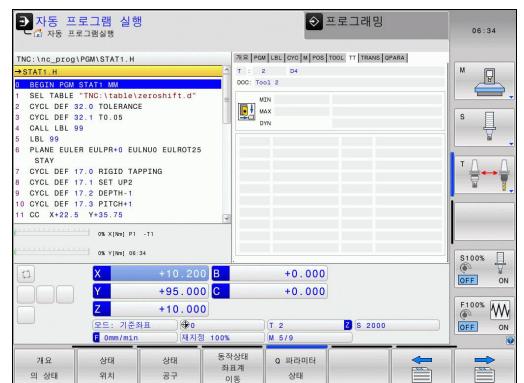 자동 프로그램 실행
자동 프로그램실행
프로그래밍
06:34
TNC:\nc_prog\PGM\STAT1.H
→STAT1.H
0 BEGIN PGM STAT1 MM
1 SEL TABLE "TNC:\table\zeroshift.d"
2 CYCL DEF 32.0 TOLERANCE
3 CYCL DEF 32.1 T0.05
4 CALL LBL 99
5 LBL 99
6 PLANE EULER EULPR+0 EULNU0 EULROT25
STAY
7 CYCL DEF 17.0 RIGID TAPPING
8 CYCL DEF 17.1 SET UP2
9 CYCL DEF 17.2 DEPTH-1
10 CYCL DEF 17.3 PITCH+1
11 CC X+22.5 Y+35.75
개요 PGM LBL CYC M POS TOOL TT TRANS QPARA
T : 2 D4
DOC: Tool 2
MIN
MAX
DYN
M
S
T
0% X[Nm] P1 -T1
0% Y[Nm] 06:34
X +10.200 B +0.000
Y +95.000 C +0.000
Z +10.000
모드: 기준좌표 0 T 2 Z S 2000
F 0mm/min 재지정 100% M 5/9
S100%
OFF ON
F100%
OFF ON
개요
의 상태
상태
위치
상태
공구
동작상태
좌표계
이동
Q 파라미터
상태